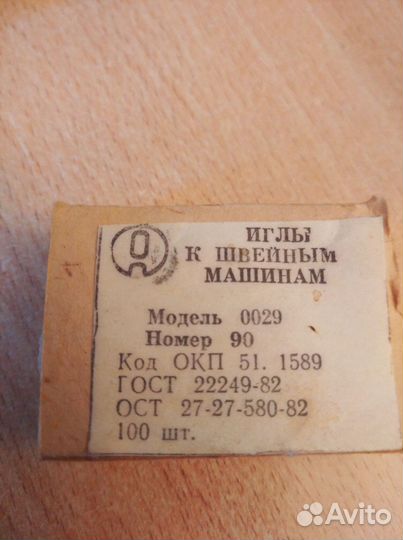 ИГЛЫ
К ШВЕЙНЫМ
МАШИНАМ
Модель 0029
Номер 90
Код ОКП 51. 1589
ГОСТ 22249-82
ОСТ 27-27-580-82
100 шт.
Avito